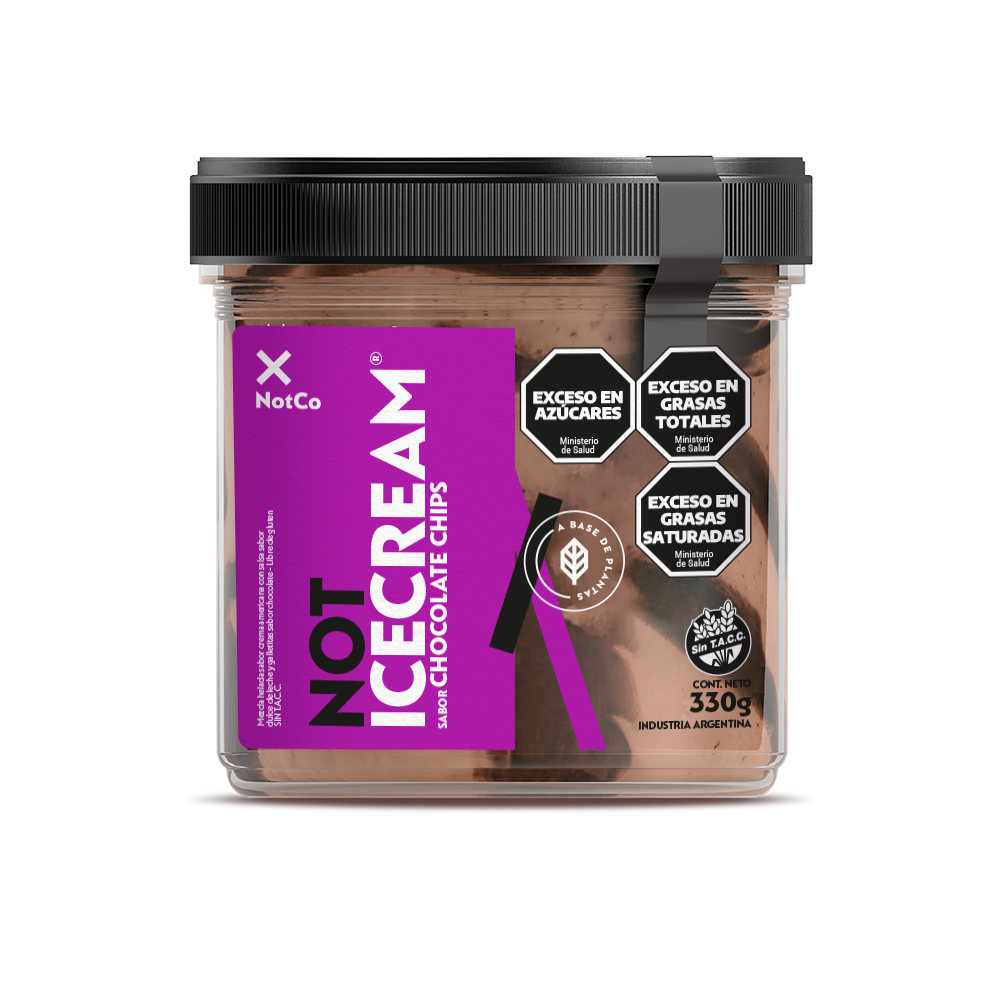 NotCo
NOT
ICECREAM®
SABOR CHOCOLATE CHIPS
Mezcla helada sabor crema americana con salsa sabor
dulce de leche y galletitas sabor chocolate - Libre de gluten
SIN T.A.C.C.
EXCESO EN
AZÚCARES
Ministerio
de Salud
EXCESO EN
GRASAS
TOTALES
Ministerio
de Salud
EXCESO EN
GRASAS
SATURADAS
Ministerio
de Salud
A BASE DE PLANTAS
Sin T.A.C.C.
CONT. NETO
330g
INDUSTRIA ARGENTINA